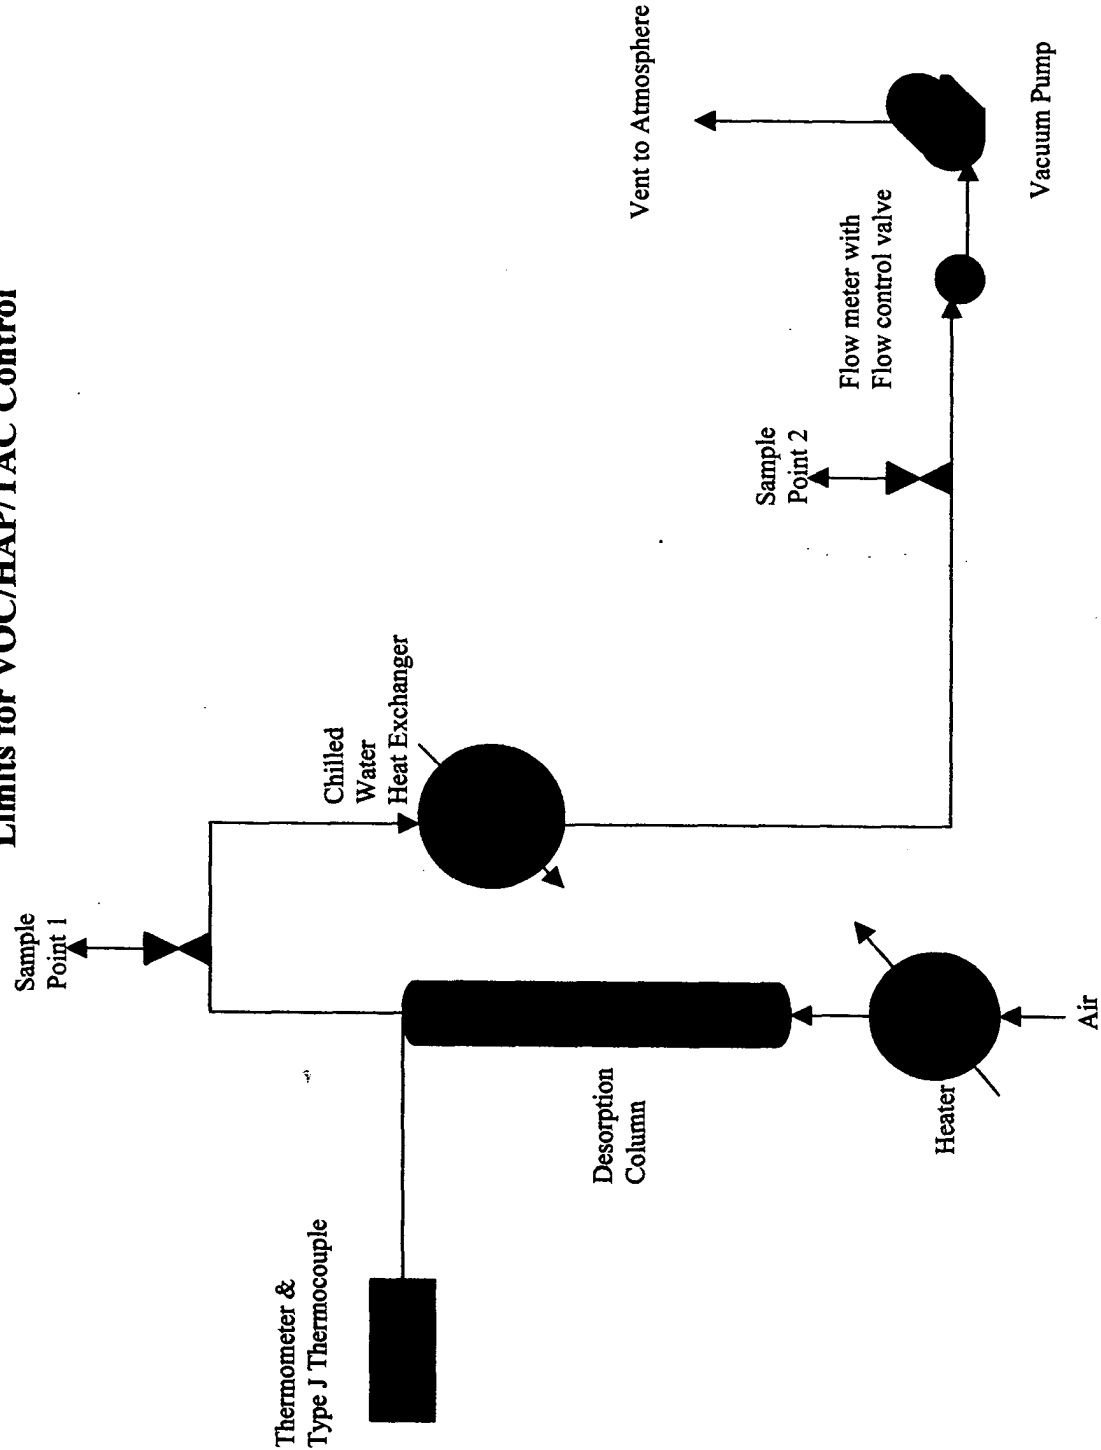 Limits for VOC/HAP/TAC Control
Sample
Point 1
Thermometer &
Type J Thermocouple
Chilled
Water
Heat Exchanger
Desorption
Column
Heater
Air
Sample
Point 2
Flow meter with
Flow control valve
Vent to Atmosphere
Vacuum Pump